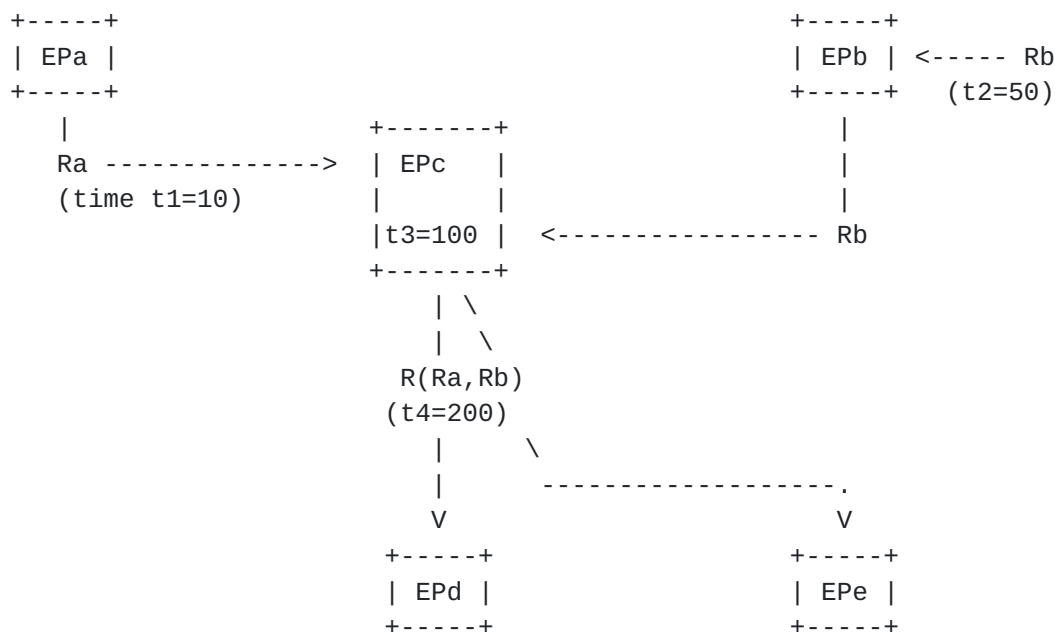 +-----+ +-----+
| EPa | | EPb | <----- Rb
+-----+ +-----+ (t2=50)
| +-------+ |
Ra --------------> | EPc | |
(time t1=10) | | |
|t3=100 | <----------------- Rb
+-------+
| \
| \
R(Ra,Rb)
(t4=200)
| \
| -------------------.
V V
+-----+ +-----+
| EPd | | EPe |
+-----+ +-----+